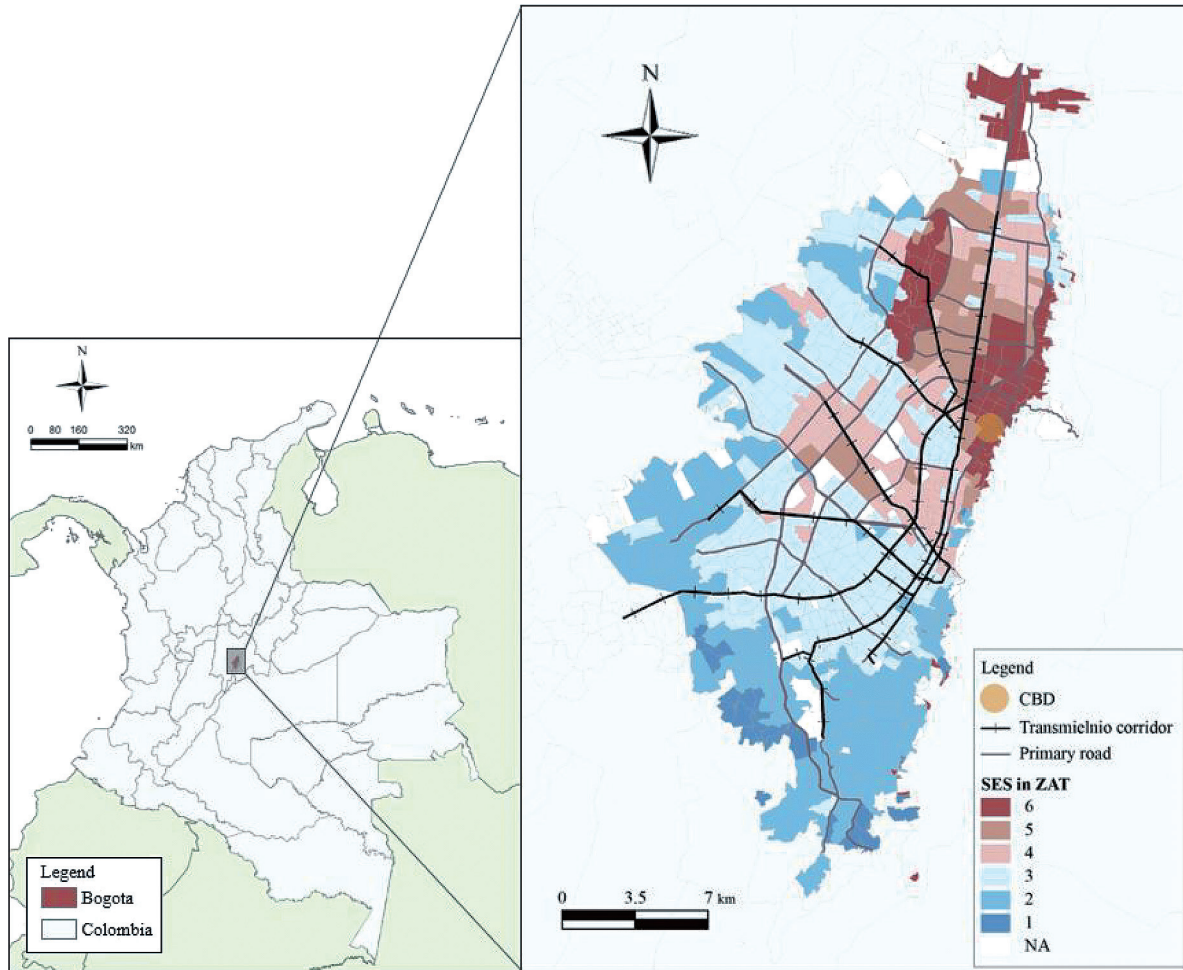 N
0 80 160 320
km
Legend
Bogota
Colombia
N
0 3.5 7 km
Legend
CBD
Transmielnio corridor
Primary road
SES in ZAT
6
5
4
3
2
1
NA